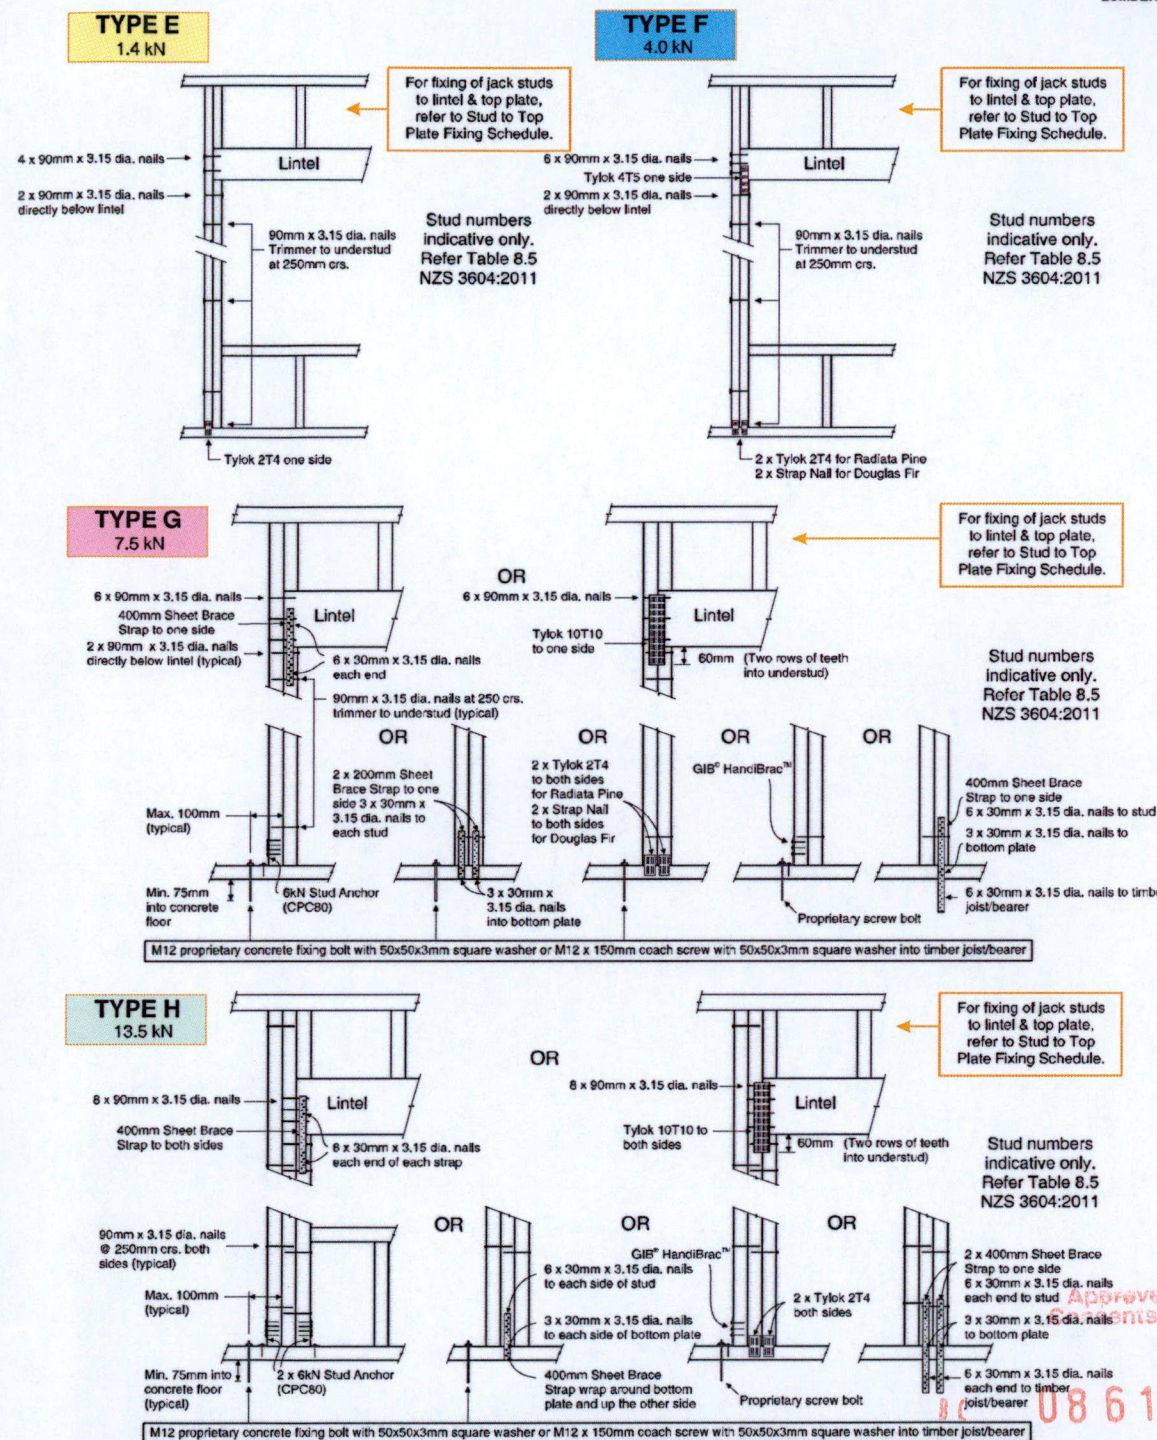 TYPE E
1.4 kN
For fixing of jack studs
to lintel & top plate,
refer to Stud to Top
Plate Fixing Schedule.
4 x 90mm x 3.15 dia. nails
Lintel
2 x 90mm x 3.15 dia. nails
directly below lintel
90mm x 3.15 dia. nails
Trimmer to understud
at 250mm crs.
Stud numbers
indicative only.
Refer Table 8.5
NZS 3604:2011
Tylok 2T4 one side
TYPE F
4.0 kN
For fixing of jack studs
to lintel & top plate,
refer to Stud to Top
Plate Fixing Schedule.
6 x 90mm x 3.15 dia. nails
Tylok 4T5 one side
Lintel
2 x 90mm x 3.15 dia. nails
directly below lintel
90mm x 3.15 dia. nails
Trimmer to understud
at 250mm crs.
Stud numbers
indicative only.
Refer Table 8.5
NZS 3604:2011
2 x Tylok 2T4 for Radiata Pine
2 x Strap Nail for Douglas Fir
TYPE G
7.5 kN
6 x 90mm x 3.15 dia. nails
400mm Sheet Brace
Strap to one side
Lintel
2 x 90mm x 3.15 dia. nails
directly below lintel (typical)
6 x 30mm x 3.15 dia. nails
each end
90mm x 3.15 dia. nails at 250 crs.
trimmer to understud (typical)
OR
6 x 90mm x 3.15 dia. nails
Lintel
Tylok 10T10
to one side
60mm (Two rows of teeth
into understud)
For fixing of jack studs
to lintel & top plate,
refer to Stud to Top
Plate Fixing Schedule.
Stud numbers
indicative only.
Refer Table 8.5
NZS 3604:2011
Max. 100mm
(typical)
Min. 75mm
into concrete
floor
6kN Stud Anchor
(CPC80)
OR
2 x 200mm Sheet
Brace Strap to one
side 3 x 30mm x
3.15 dia. nails to
each stud
3 x 30mm x
3.15 dia. nails
into bottom plate
OR
2 x Tylok 2T4
to both sides
for Radiata Pine
2 x Strap Nail
to both sides
for Douglas Fir
OR
GIB® HandiBrac™
Proprietary screw bolt
OR
400mm Sheet Brace
Strap to one side
6 x 30mm x 3.15 dia. nails to stud
3 x 30mm x 3.15 dia. nails to
bottom plate
6 x 30mm x 3.15 dia. nails to
joist/bearer
M12 proprietary concrete fixing bolt with 50x50x3mm square washer or M12 x 150mm coach screw with 50x50x3mm square washer into timber joist/bearer
TYPE H
13.5 kN
8 x 90mm x 3.15 dia. nails
Lintel
400mm Sheet Brace
Strap to both sides
6 x 30mm x 3.15 dia. nails
each end of each strap
OR
8 x 90mm x 3.15 dia. nails
Lintel
Tylok 10T10 to
both sides
60mm (Two rows of teeth
into understud)
For fixing of jack studs
to lintel & top plate,
refer to Stud to Top
Plate Fixing Schedule.
Stud numbers
indicative only.
Refer Table 8.5
NZS 3604:2011
90mm x 3.15 dia. nails
@ 250mm crs. both
sides (typical)
Max. 100mm
(typical)
Min. 75mm into
concrete floor
(typical)
2 x 6kN Stud Anchor
(CPC80)
OR
6 x 30mm x 3.15 dia. nails
to each side of stud
3 x 30mm x 3.15 dia. nails
to each side of bottom plate
400mm Sheet Brace
Strap wrap around bottom
plate and up the other side
OR
GIB® HandiBrac™
2 x Tylok 2T4
both sides
Proprietary screw bolt
OR
2 x 400mm Sheet Brace
Strap to one side
6 x 30mm x 3.15 dia. nails
each end to stud
3 x 30mm x 3.15 dia. nails
to bottom plate
6 x 30mm x 3.15 dia. nails
each end to timber
joist/bearer
0861
M12 proprietary concrete fixing bolt with 50x50x3mm square washer or M12 x 150mm coach screw with 50x50x3mm square washer into timber joist/bearer